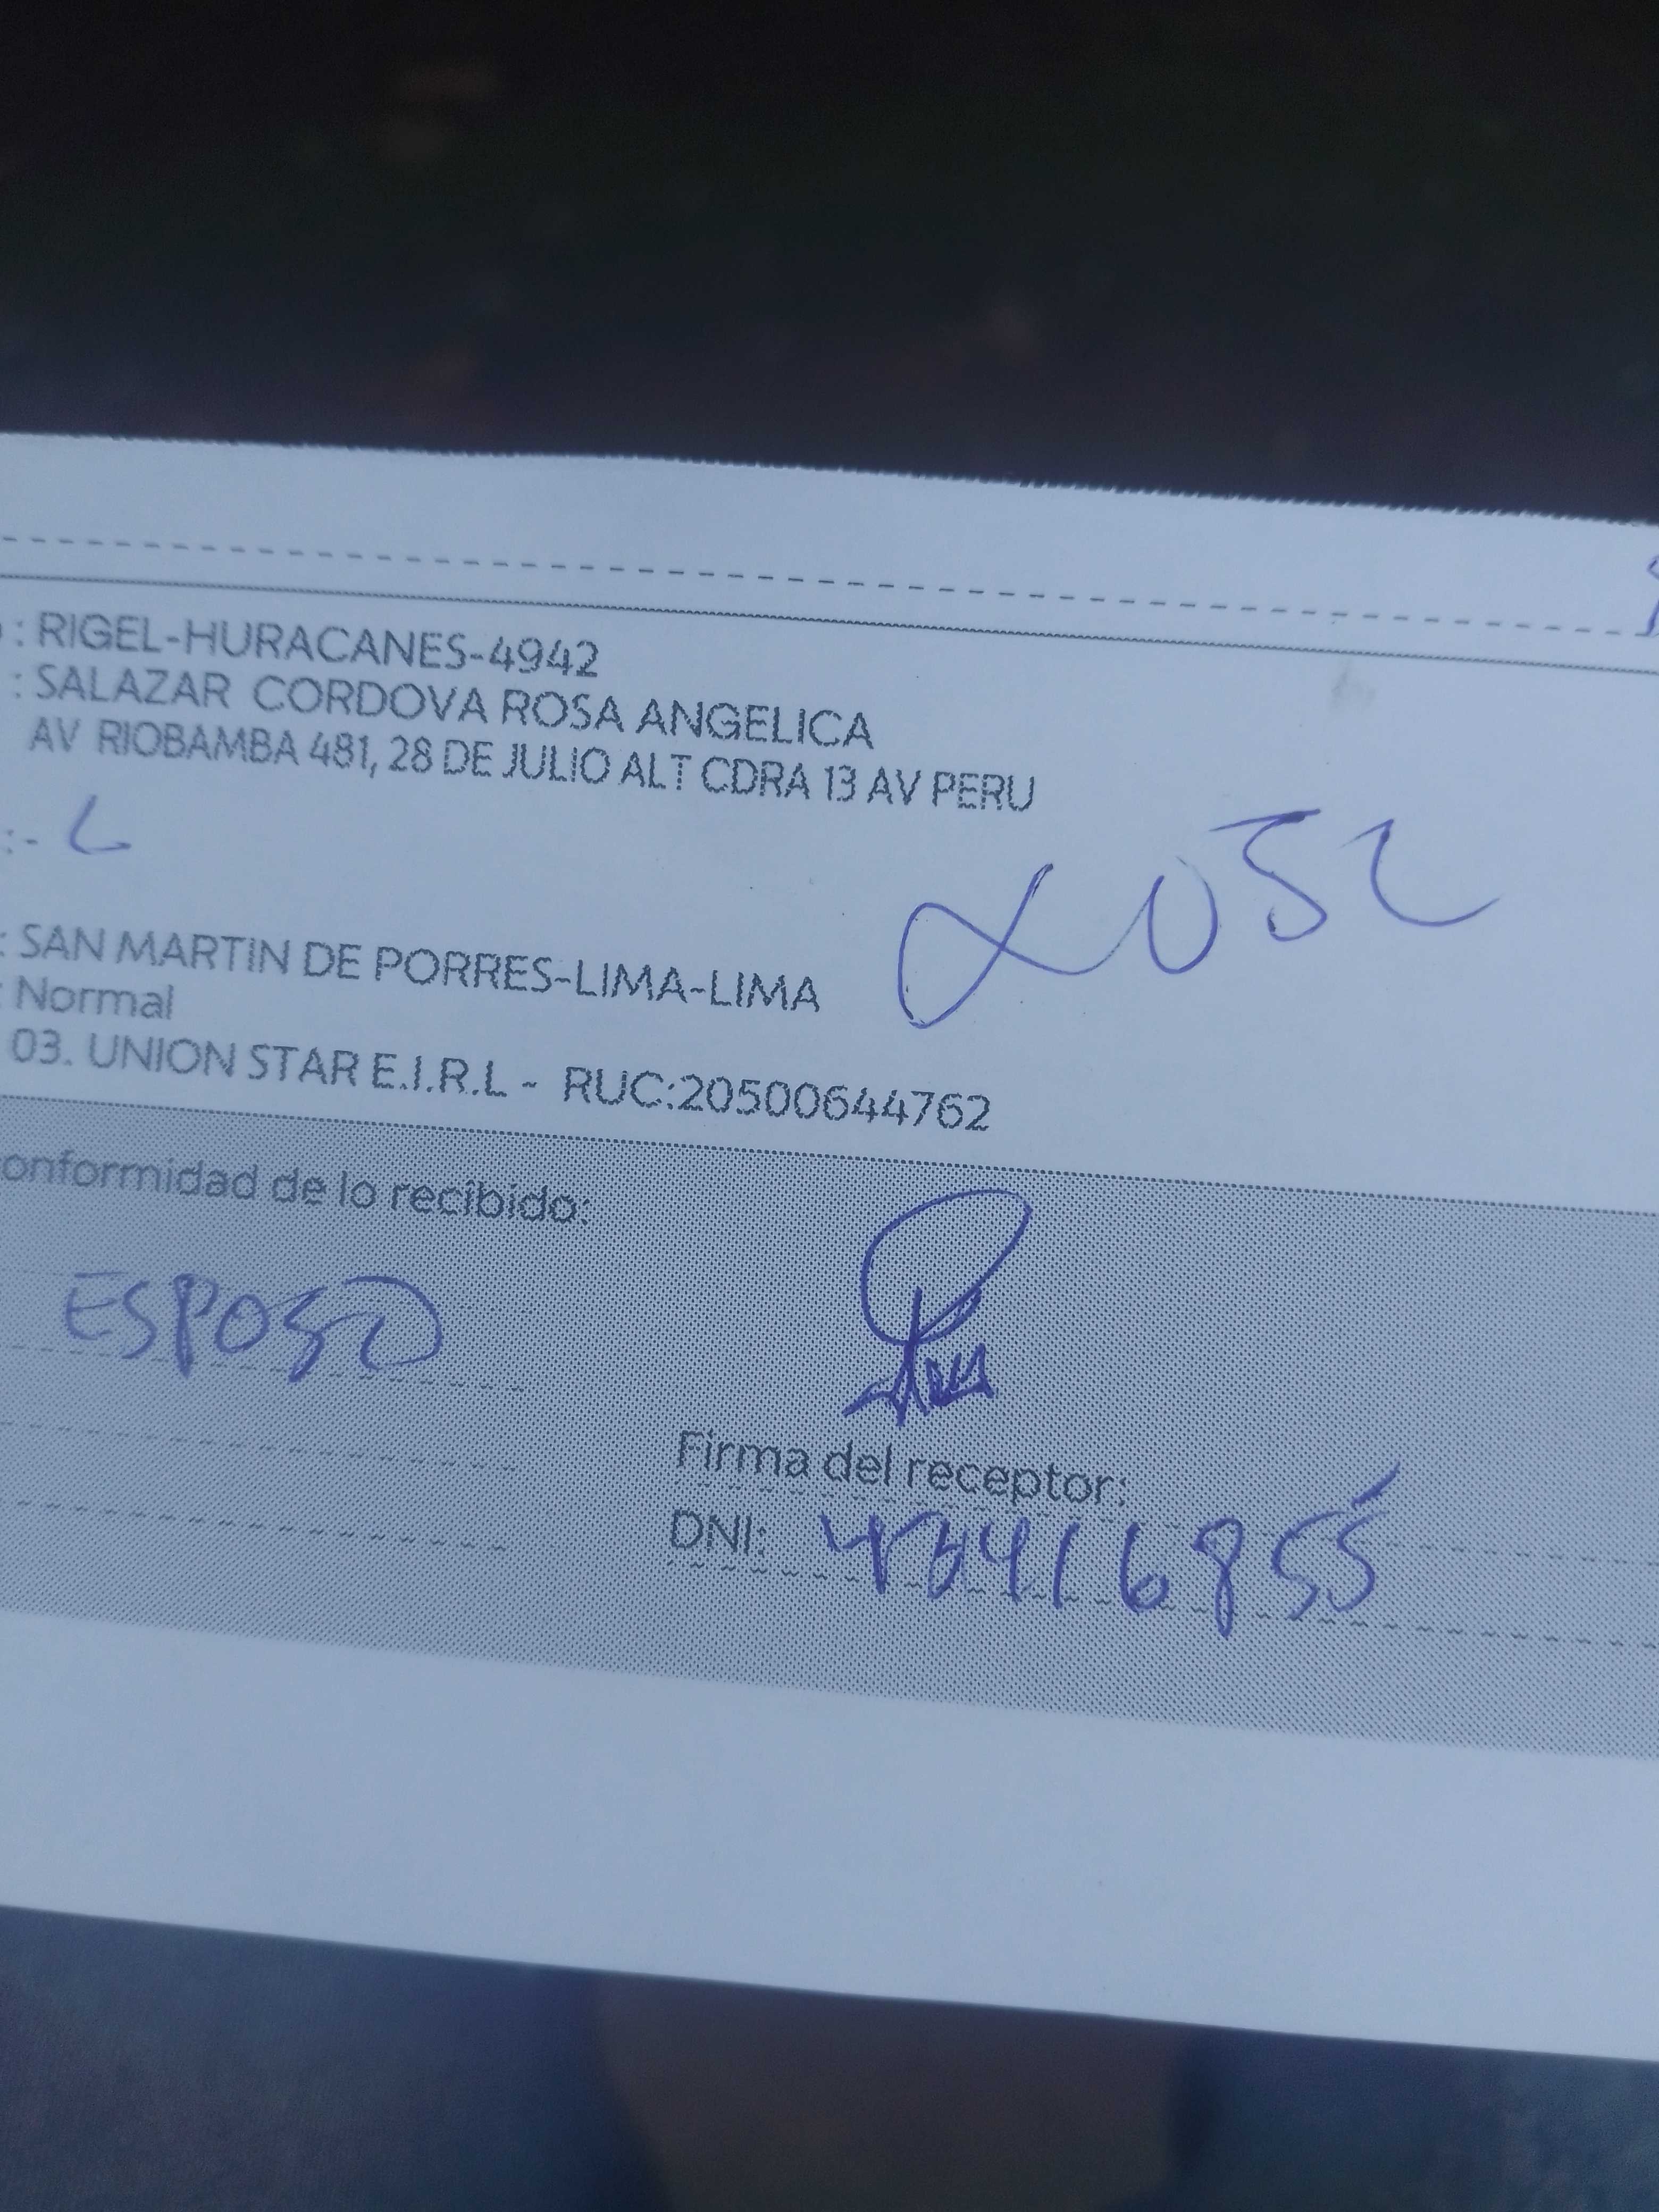 : RIGEL-HURACANES-4942
: SALAZAR CORDOVA ROSA ANGELICA
AV RIOBAMBA 481, 28 DE JULIO ALT CDRA 13 AV PERU
:-
: SAN MARTIN DE PORRES-LIMA-LIMA
: Normal
03. UNION STAR E.I.R.L - RUC:20500644762
onformidad de lo recibido:
ESPOSO
Firma del receptor:
DNI: